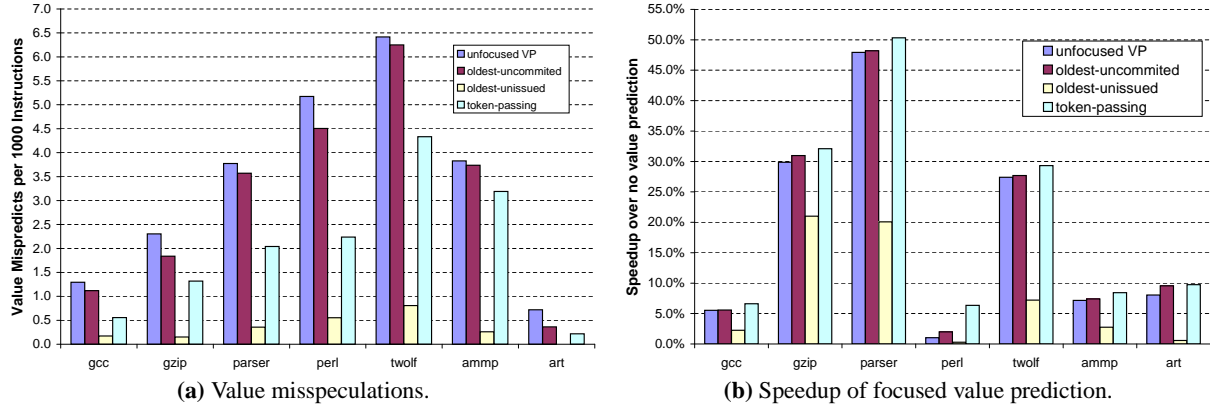 Value Mispredicts per 1000 Instructions
7.0
6.5
6.0
5.5
5.0
4.5
4.0
3.5
3.0
2.5
2.0
1.5
1.0
0.5
0.0
unfocused VP
oldest-uncommited
oldest-unissued
token-passing
gcc gzip parser perl twolf ammp art
(a) Value misspeculations.
Speedup over no value prediction
55.0%
50.0%
45.0%
40.0%
35.0%
30.0%
25.0%
20.0%
15.0%
10.0%
5.0%
0.0%
unfocused VP
oldest-uncommited
oldest-unissued
token-passing
gcc gzip parser perl twolf ammp art
(b) Speedup of focused value prediction.